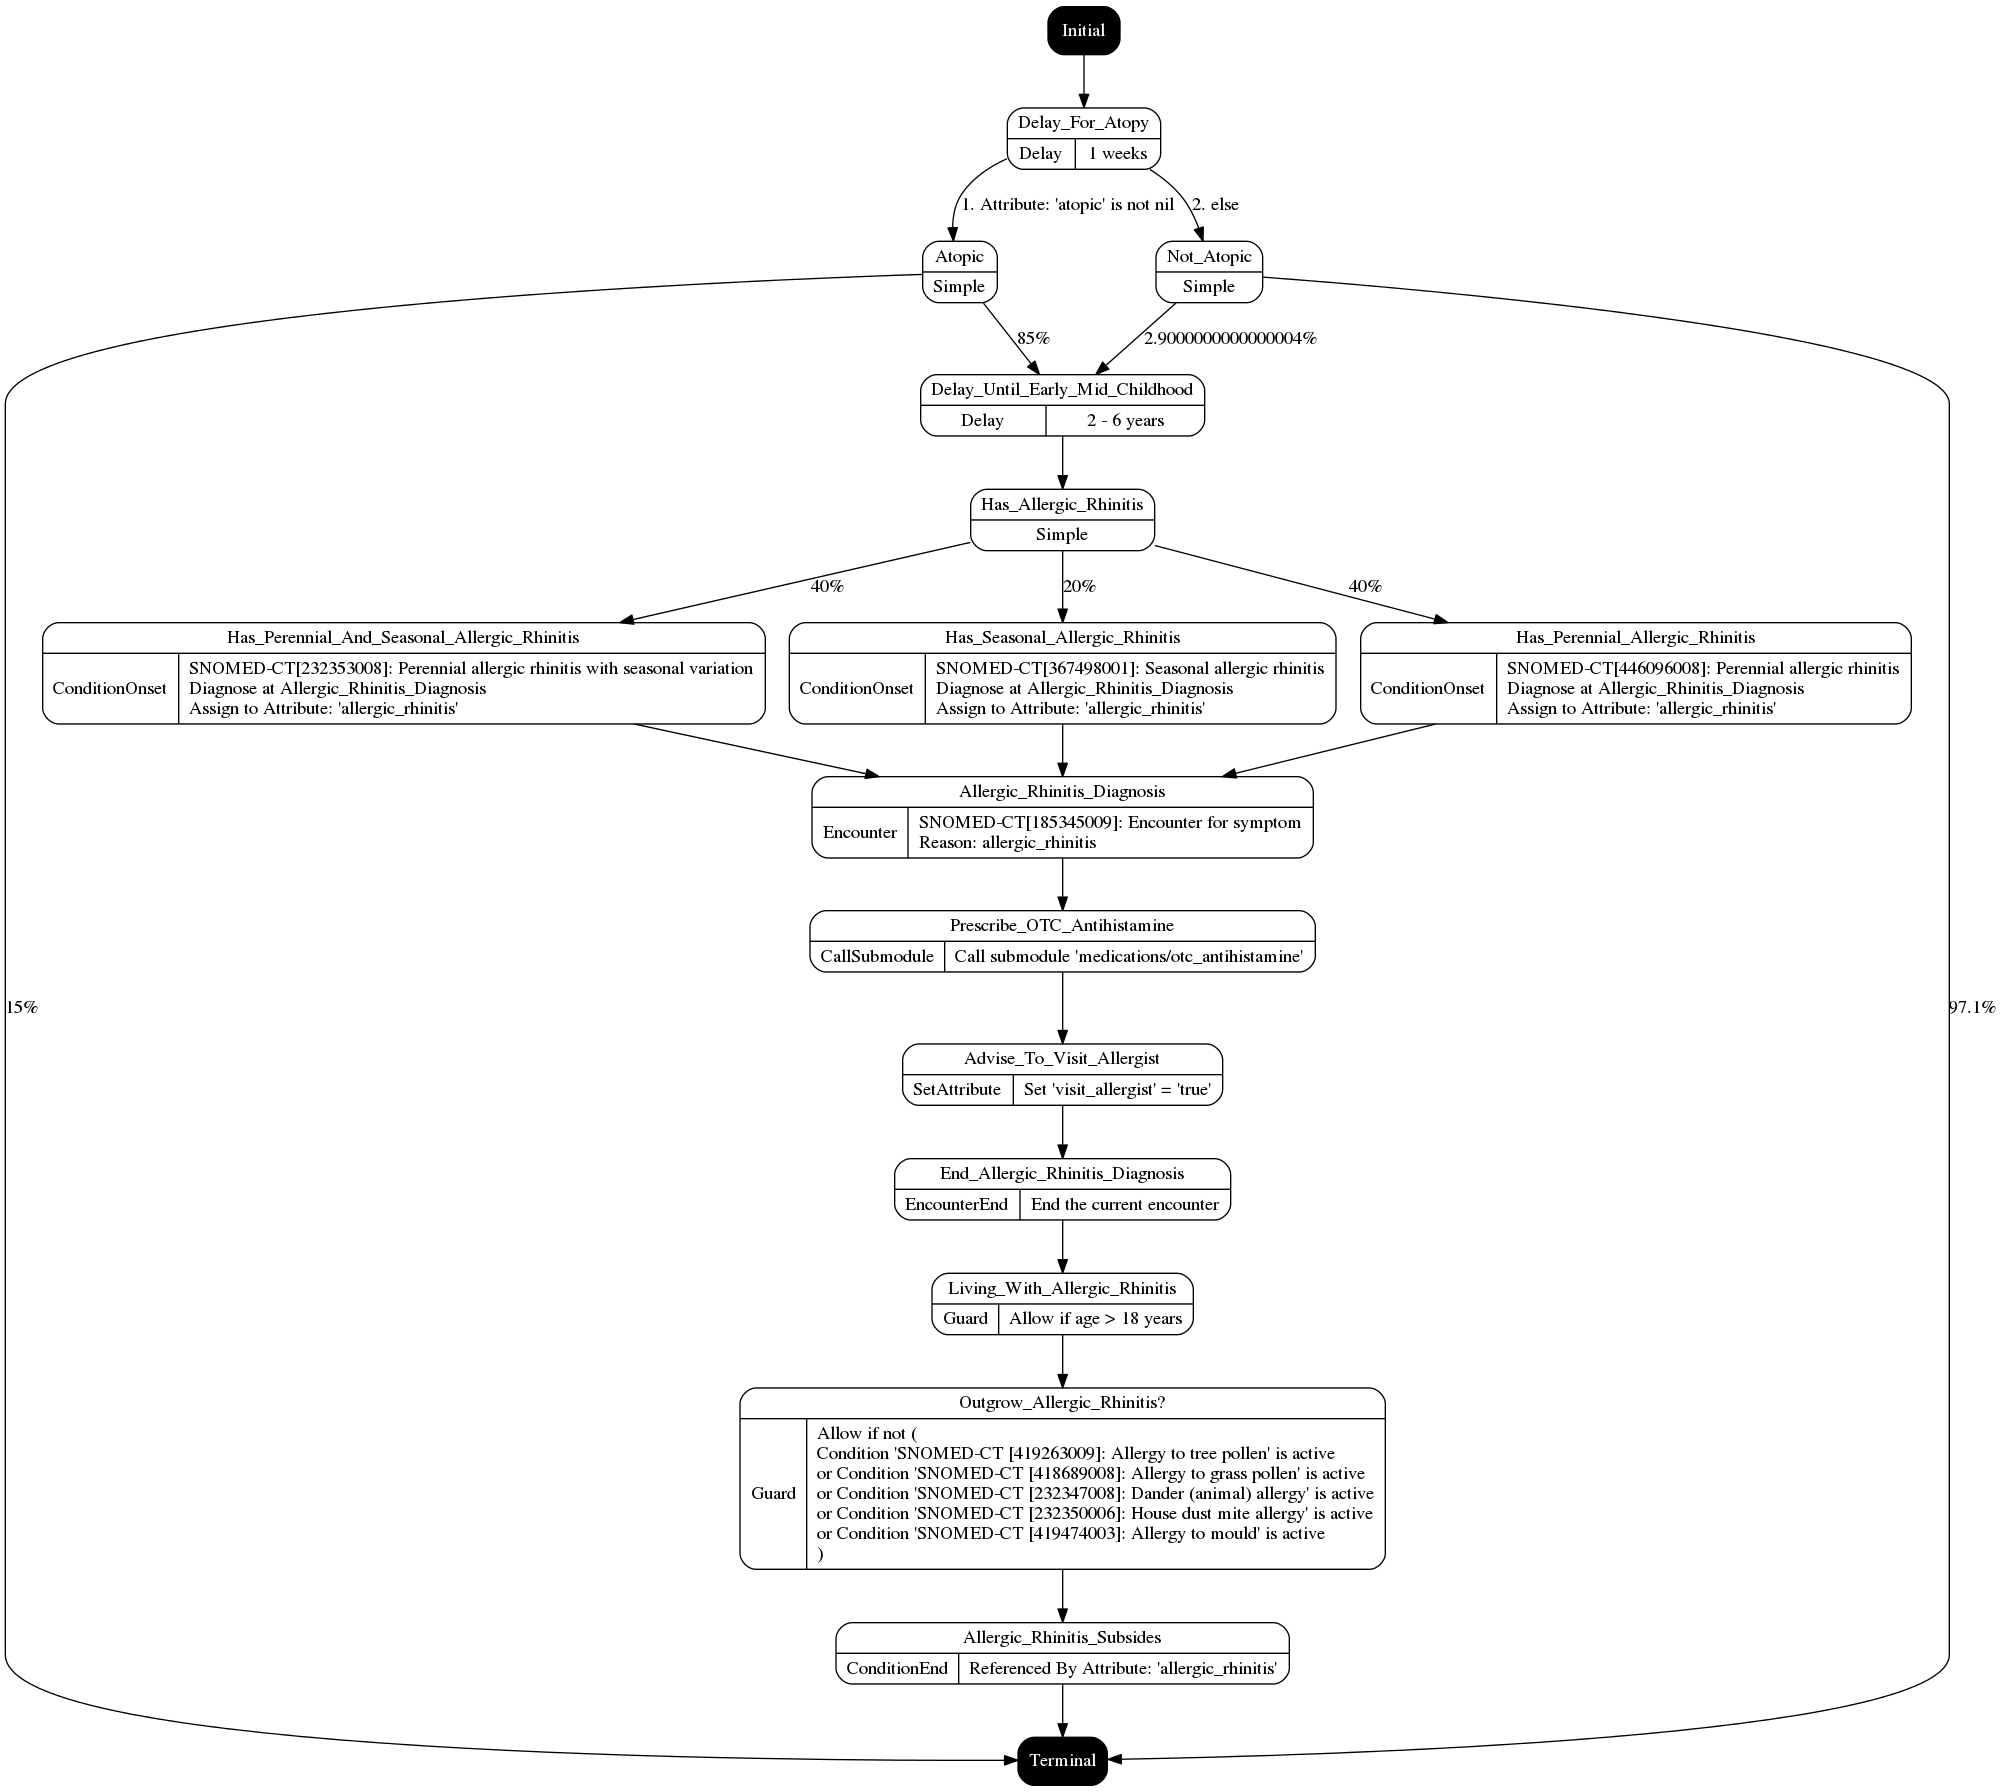 Initial
Delay_For_Atopy
Delay
1 weeks
1. Attribute: 'atopic' is not nil
2. else
Atopic
Simple
Not_Atopic
Simple
85%
2.9000000000000004%
Delay_Until_Early_Mid_Childhood
Delay
2 - 6 years
Has_Allergic_Rhinitis
Simple
40%
20%
40%
Has_Perennial_And_Seasonal_Allergic_Rhinitis
ConditionOnset
SNOMED-CT[232353008]: Perennial allergic rhinitis with seasonal variation
Diagnose at Allergic_Rhinitis_Diagnosis
Assign to Attribute: 'allergic_rhinitis'
Has_Seasonal_Allergic_Rhinitis
ConditionOnset
SNOMED-CT[367498001]: Seasonal allergic rhinitis
Diagnose at Allergic_Rhinitis_Diagnosis
Assign to Attribute: 'allergic_rhinitis'
Has_Perennial_Allergic_Rhinitis
ConditionOnset
SNOMED-CT[446096008]: Perennial allergic rhinitis
Diagnose at Allergic_Rhinitis_Diagnosis
Assign to Attribute: 'allergic_rhinitis'
Allergic_Rhinitis_Diagnosis
Encounter
SNOMED-CT[185345009]: Encounter for symptom
Reason: allergic_rhinitis
Prescribe_OTC_Antihistamine
CallSubmodule
Call submodule 'medications/otc_antihistamine'
15%
97.1%
Advise_To_Visit_Allergist
SetAttribute
Set 'visit_allergist' = 'true'
End_Allergic_Rhinitis_Diagnosis
EncounterEnd
End the current encounter
Living_With_Allergic_Rhinitis
Guard
Allow if age > 18 years
Outgrow_Allergic_Rhinitis?
Guard
Allow if not (
Condition 'SNOMED-CT [419263009]: Allergy to tree pollen' is active
or Condition 'SNOMED-CT [418689008]: Allergy to grass pollen' is active
or Condition 'SNOMED-CT [232347008]: Dander (animal) allergy' is active
or Condition 'SNOMED-CT [232350006]: House dust mite allergy' is active
or Condition 'SNOMED-CT [419474003]: Allergy to mould' is active
)
Allergic_Rhinitis_Subsides
ConditionEnd
Referenced By Attribute: 'allergic_rhinitis'
Terminal